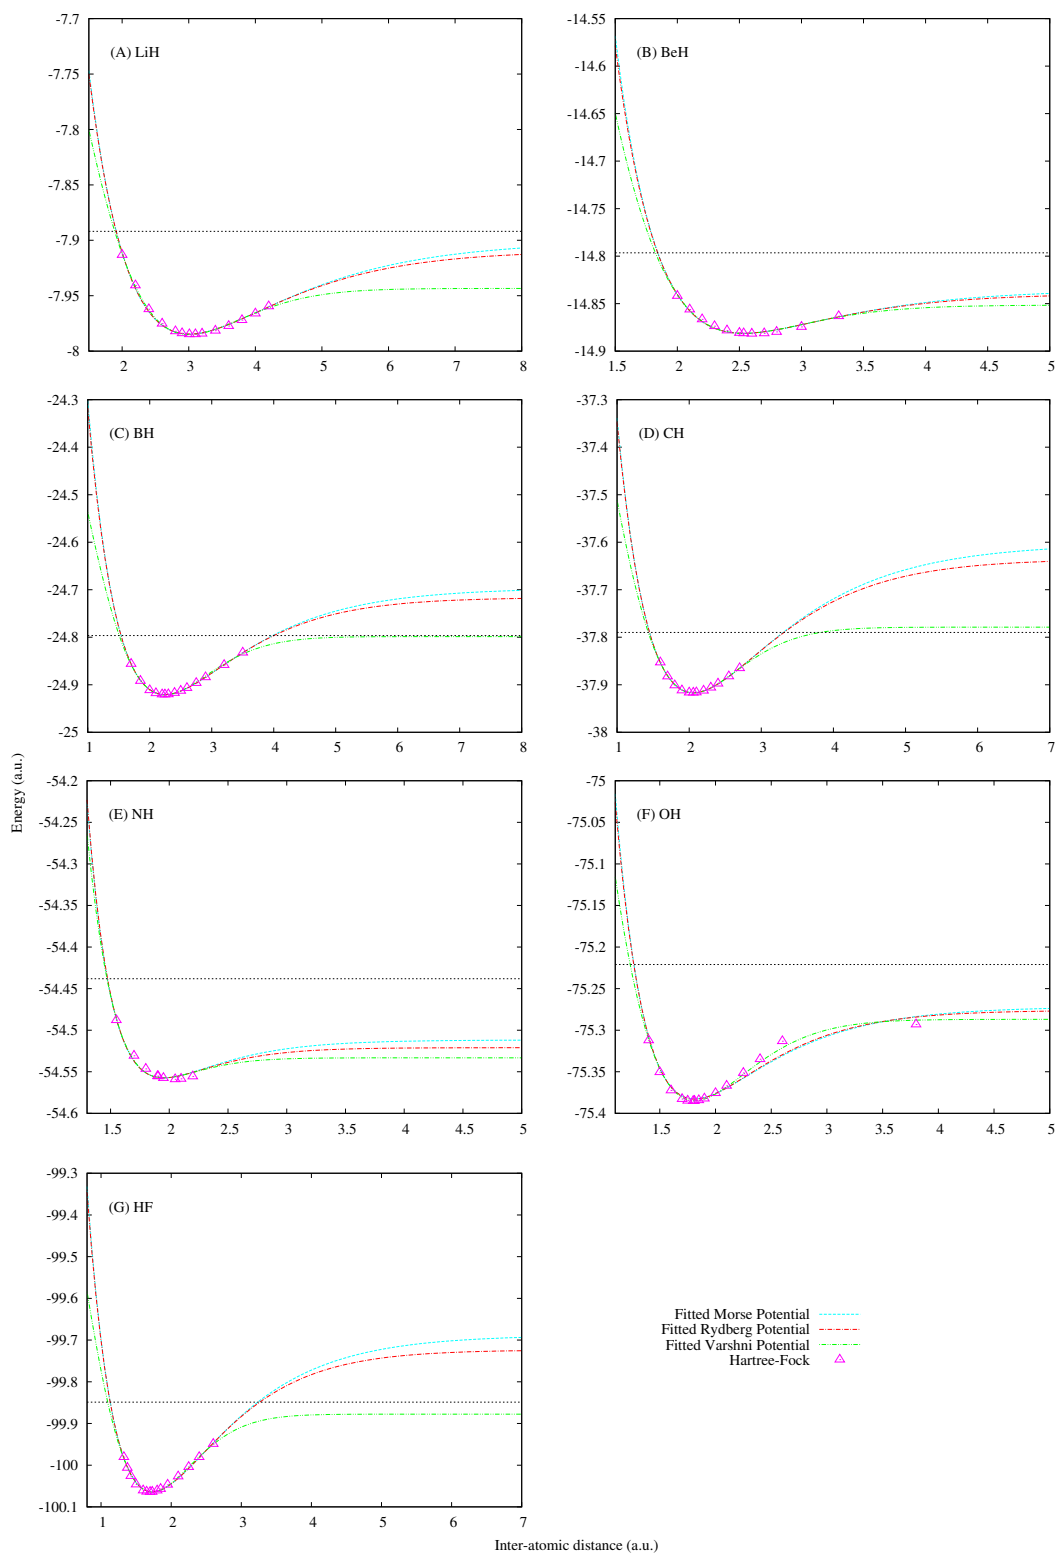 (A) LiH
-7.7
-7.75
-7.8
-7.85
-7.9
-7.95
-8
2 3 4 5 6 7 8
(B) BeH
-14.55
-14.6
-14.65
-14.7
-14.75
-14.8
-14.85
-14.9
1.5 2 2.5 3 3.5 4 4.5 5
(C) BH
-24.3
-24.4
-24.5
-24.6
-24.7
-24.8
-24.9
-25
1 2 3 4 5 6 7 8
(D) CH
-37.3
-37.4
-37.5
-37.6
-37.7
-37.8
-37.9
-38
1 2 3 4 5 6 7
Energy (a.u.)
(E) NH
-54.2
-54.25
-54.3
-54.35
-54.4
-54.45
-54.5
-54.55
-54.6
1.5 2 2.5 3 3.5 4 4.5 5
(F) OH
-75
-75.05
-75.1
-75.15
-75.2
-75.25
-75.3
-75.35
-75.4
1.5 2 2.5 3 3.5 4 4.5 5
(G) HF
-99.3
-99.4
-99.5
-99.6
-99.7
-99.8
-99.9
-100
-100.1
1 2 3 4 5 6 7
Fitted Morse Potential
Fitted Rydberg Potential
Fitted Varshni Potential
Hartree-Fock
Inter-atomic distance (a.u.)